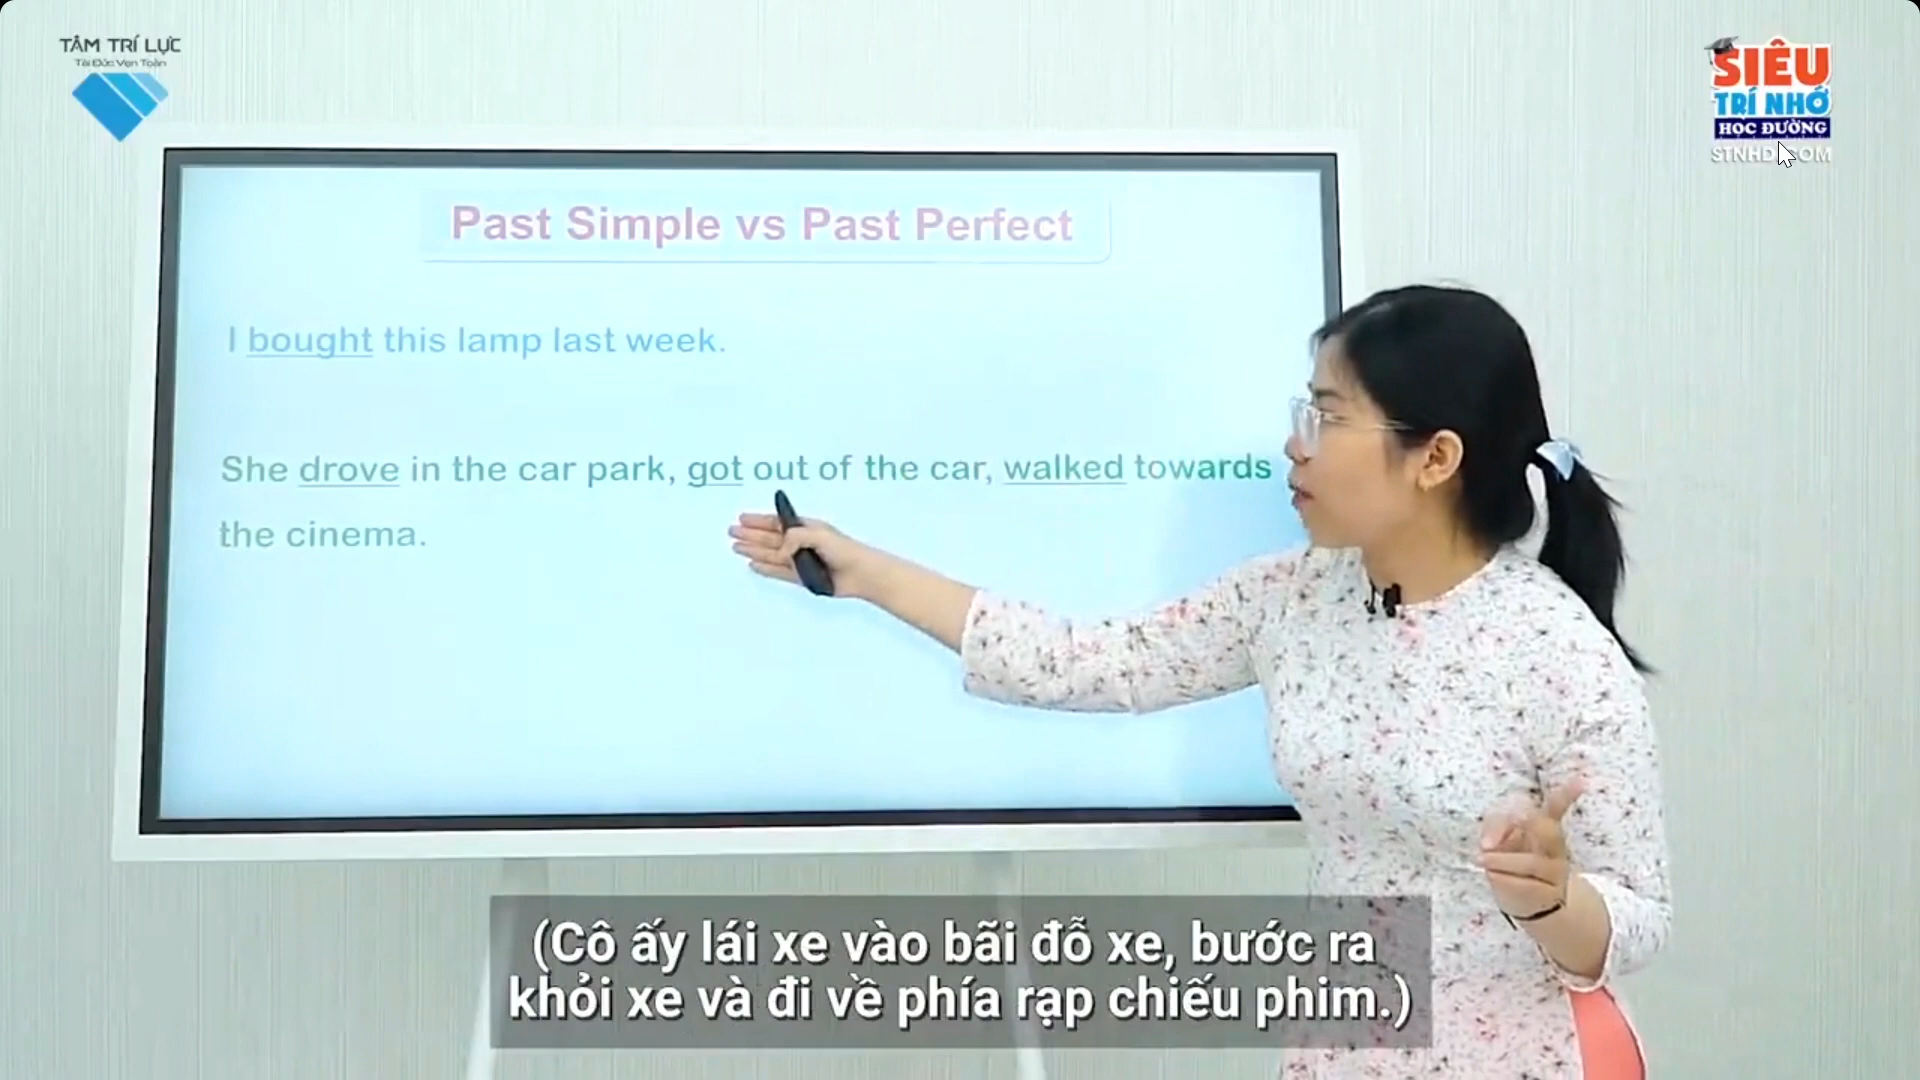 TÂM TRÍ LỰC
Tài Đức Vẹn Toàn
SIÊU
TRÍ NHỚ
HỌC ĐƯỜNG
STNHD.COM
Past Simple vs Past Perfect
I bought this lamp last week.
She drove in the car park, got out of the car, walked towards
the cinema.
(Cô ấy lái xe vào bãi đỗ xe, bước ra
khỏi xe và đi về phía rạp chiếu phim.)